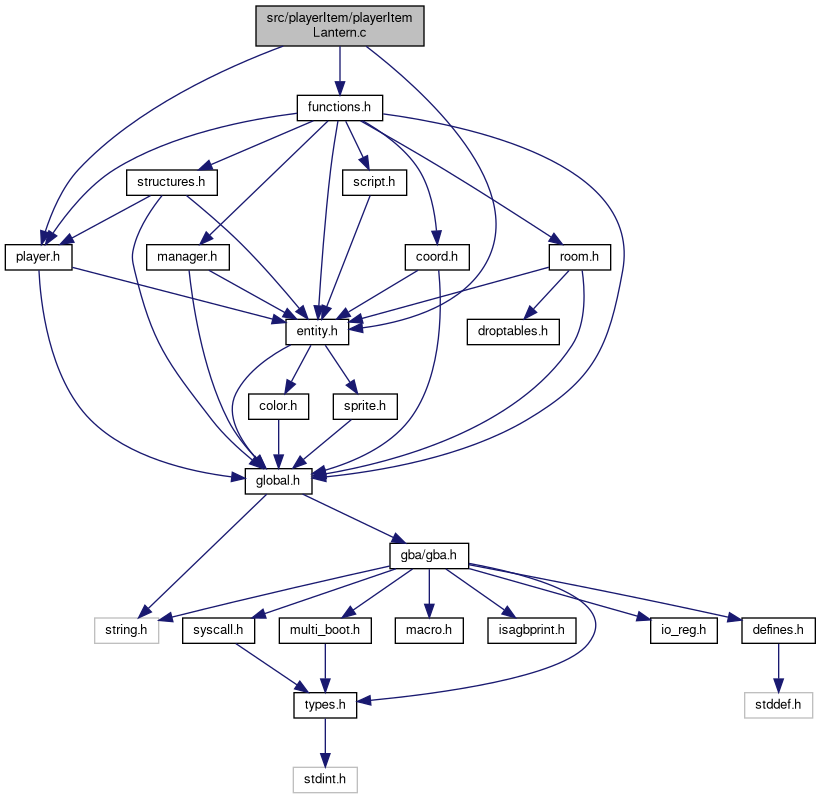 src/playerItem/playerItem
Lantern.c
functions.h
structures.h
script.h
player.h
manager.h
coord.h
room.h
entity.h
droptables.h
color.h
sprite.h
global.h
gba/gba.h
string.h
syscall.h
multi_boot.h
macro.h
isagbprint.h
io_reg.h
defines.h
types.h
stddef.h
stdint.h